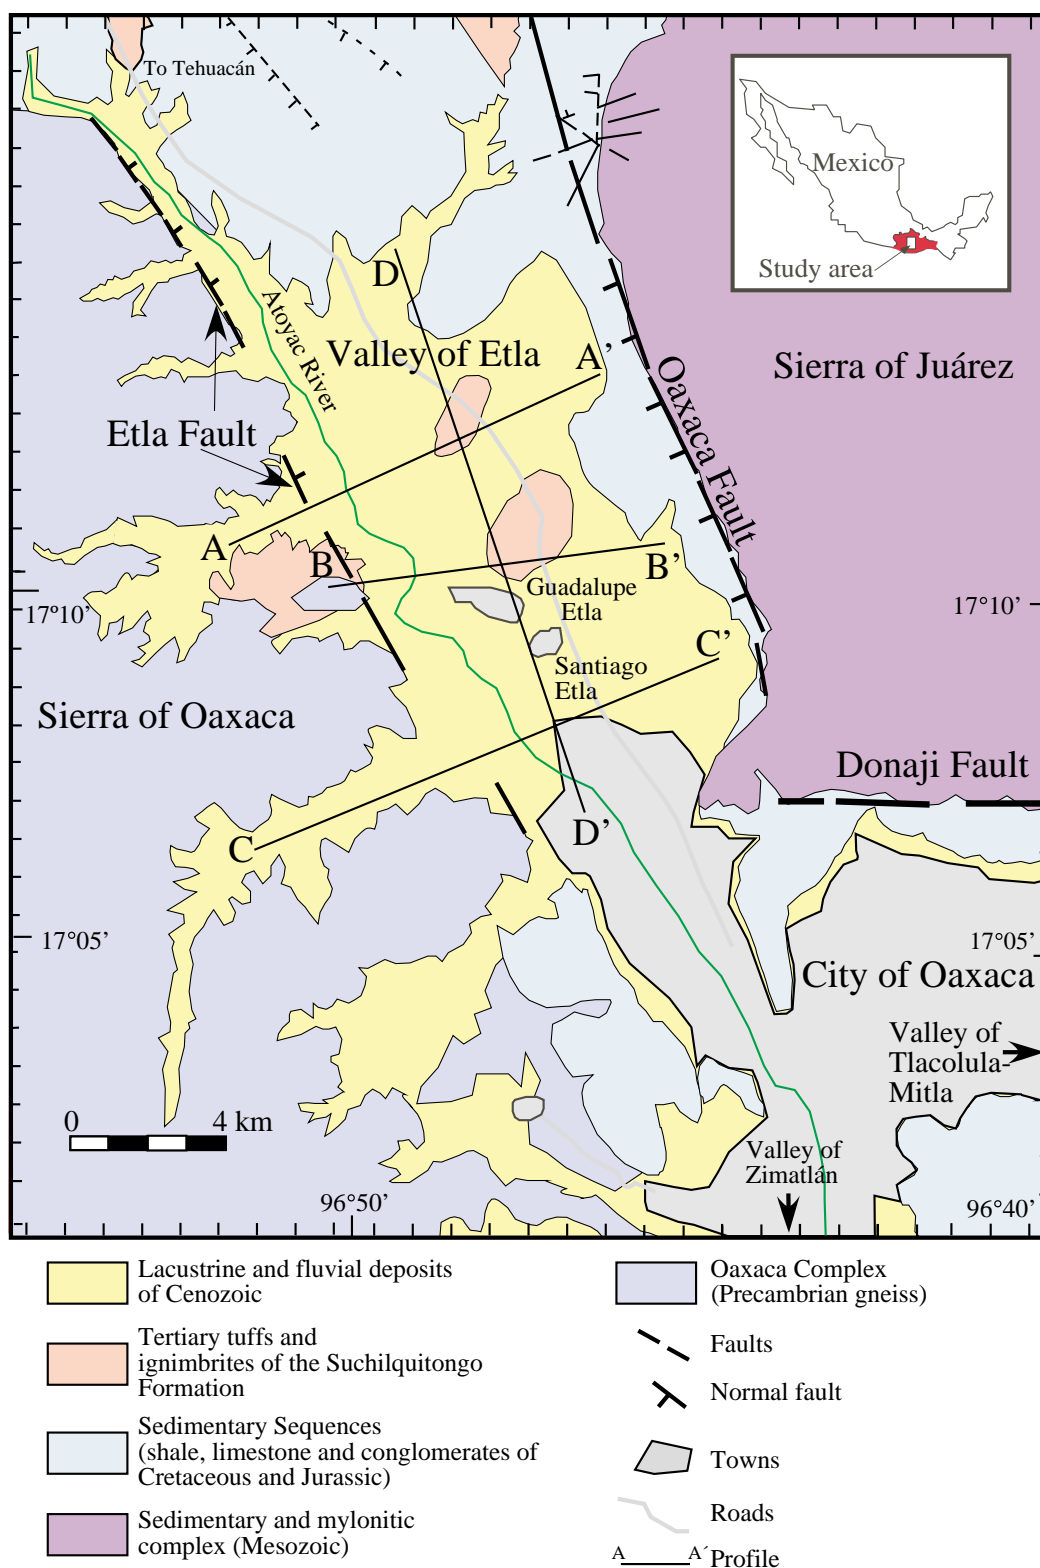 To Tehuacán
Mexico
Study area
D
Atoyac River
Valley of Etla
A'
Oaxaca Fault
Sierra of Juárez
Etla Fault
A
B
B'
17°10'
Guadalupe
Etla
17°10'
C'
Santiago
Etla
Sierra of Oaxaca
Donaji Fault
C
D'
17°05'
17°05'
City of Oaxaca
Valley of
Tlacolula-
Mitla
0 4 km
Valley of
Zimatlán
96°50'
96°40'
Lacustrine and fluvial deposits
of Cenozoic
Tertiary tuffs and
ignimbrites of the Suchilquitongo
Formation
Sedimentary Sequences
(shale, limestone and conglomerates of
Cretaceous and Jurassic)
Sedimentary and mylonitic
complex (Mesozoic)
Oaxaca Complex
(Precambrian gneiss)
Faults
Normal fault
Towns
Roads
A A´ Profile